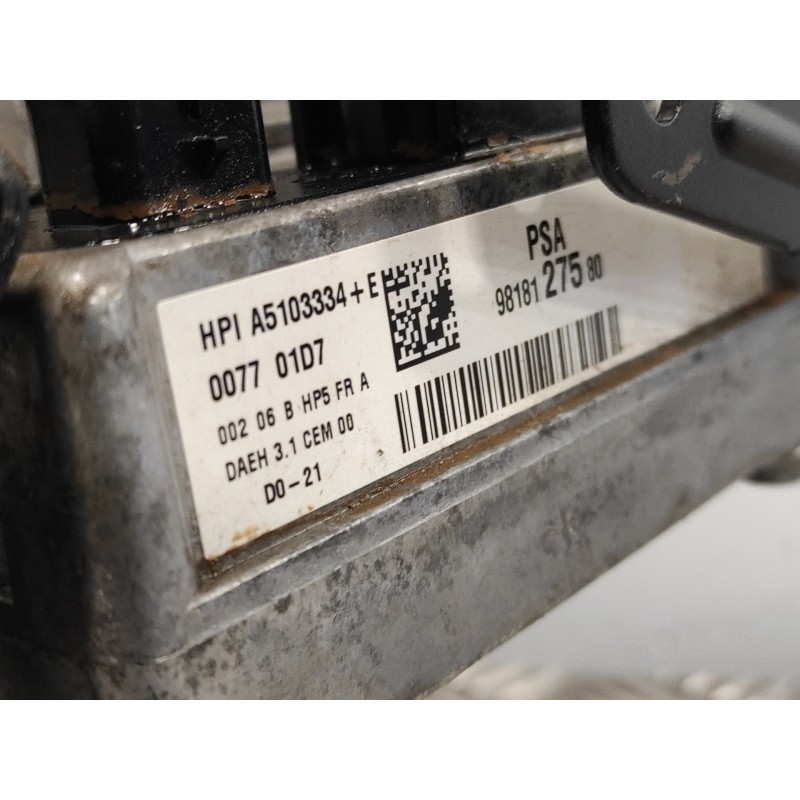 HPI A5103334+E
0077 01D7
002 06 B HP5 FR A
DAEH 3.1 CEM 00
D0-21
PSA
98181 275 80